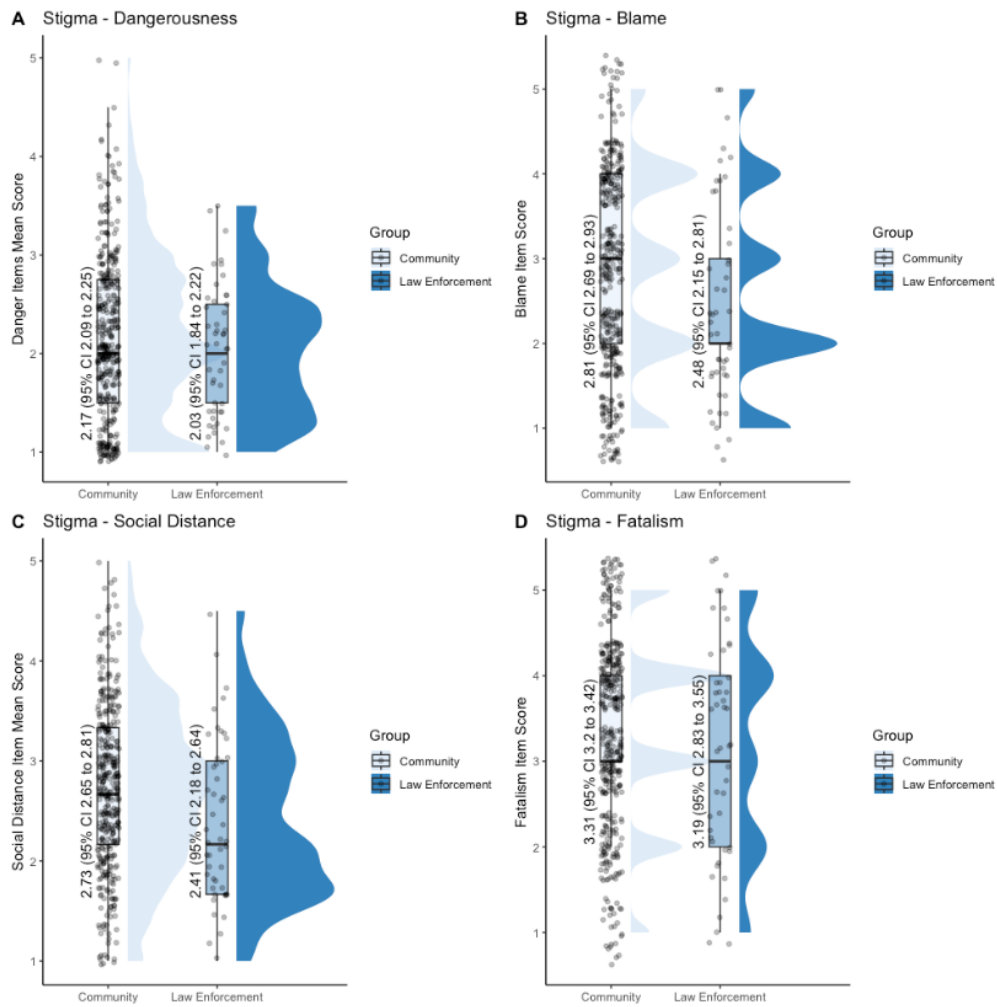 A Stigma - Dangerousness
Danger Items Mean Score
5
4
3
2
1
2.17 (95% CI 2.09 to 2.25)
2.03 (95% CI 1.84 to 2.22)
Community
Law Enforcement
Group
Community
Law Enforcement
B Stigma - Blame
Blame Item Score
5
4
3
2
1
2.81 (95% CI 2.69 to 2.93)
2.48 (95% CI 2.15 to 2.81)
Community
Law Enforcement
Group
Community
Law Enforcement
C Stigma - Social Distance
Social Distance Item Mean Score
5
4
3
2
1
2.73 (95% CI 2.65 to 2.81)
2.41 (95% CI 2.18 to 2.64)
Community
Law Enforcement
Group
Community
Law Enforcement
D Stigma - Fatalism
Fatalism Item Score
5
4
3
2
1
3.31 (95% CI 3.2 to 3.42)
3.19 (95% CI 2.83 to 3.55)
Community
Law Enforcement
Group
Community
Law Enforcement